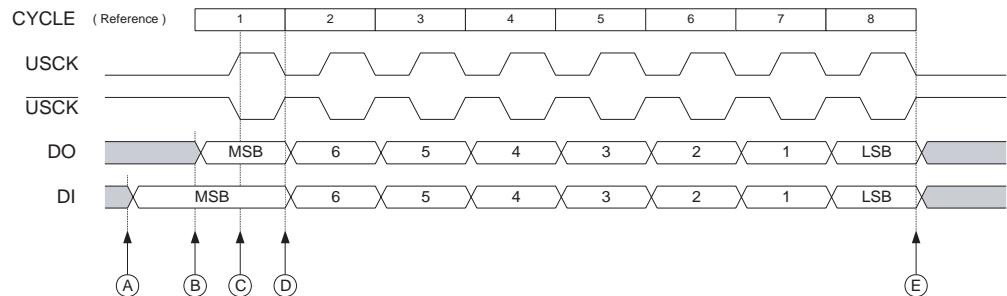 CYCLE ( Reference ) 1 2 3 4 5 6 7 8
USCK
USCK
DO MSB 6 5 4 3 2 1 LSB
DI MSB 6 5 4 3 2 1 LSB
A B C D E